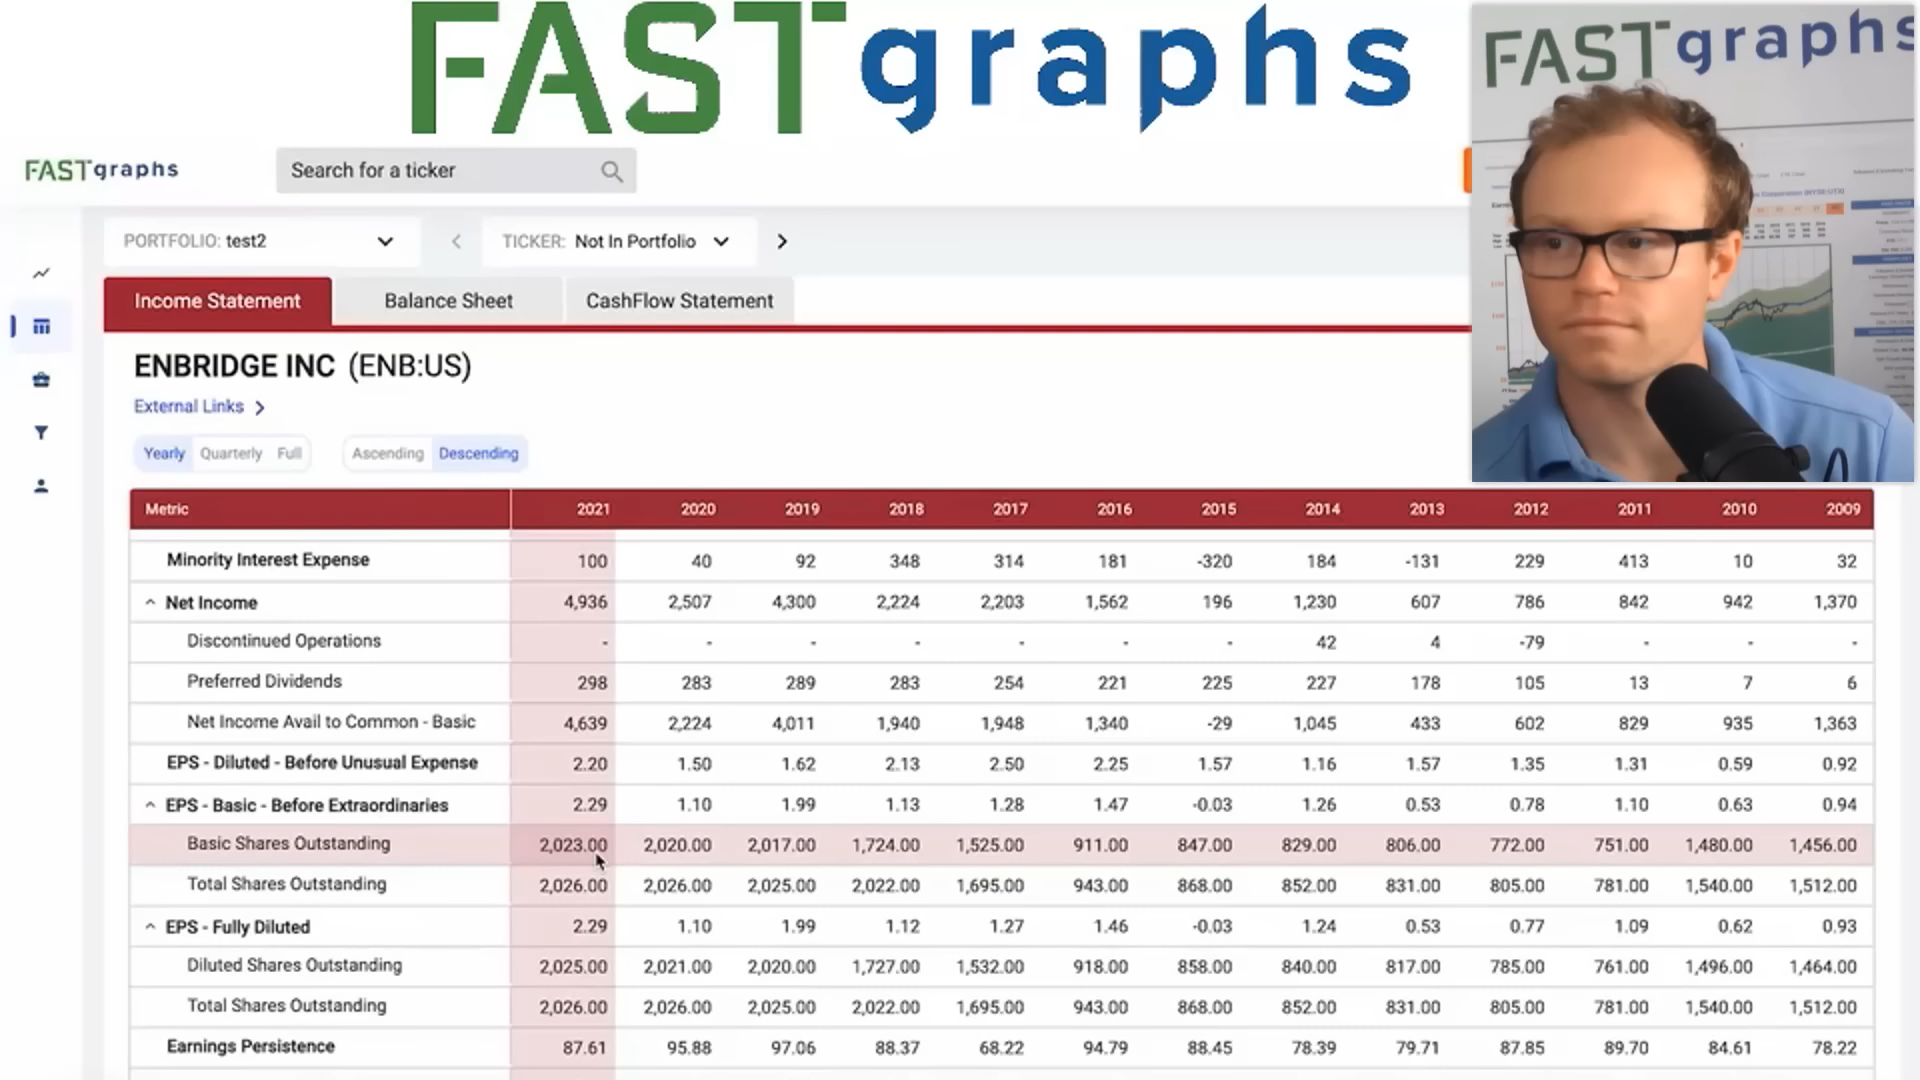 FASTgraphs
FASTgraphs
FASTgraphs
Search for a ticker
PORTFOLIO: test2
TICKER: Not In Portfolio
Income Statement Balance Sheet CashFlow Statement
ENBRIDGE INC (ENB:US)
External Links
Yearly Quarterly Full Ascending Descending
Metric 2021 2020 2019 2018 2017 2016 2015 2014 2013 2012 2011 2010 2009
Minority Interest Expense 100 40 92 348 314 181 -320 184 -131 229 413 10 32
Net Income 4,936 2,507 4,300 2,224 2,203 1,562 196 1,230 607 786 842 942 1,370
Discontinued Operations - - - - - - - 42 4 -79 - - -
Preferred Dividends 298 283 289 283 254 221 225 227 178 105 13 7 6
Net Income Avail to Common - Basic 4,639 2,224 4,011 1,940 1,948 1,340 -29 1,045 433 602 829 935 1,363
EPS - Diluted - Before Unusual Expense 2.20 1.50 1.62 2.13 2.50 2.25 1.57 1.16 1.57 1.35 1.31 0.59 0.92
EPS - Basic - Before Extraordinaries 2.29 1.10 1.99 1.13 1.28 1.47 -0.03 1.26 0.53 0.78 1.10 0.63 0.94
Basic Shares Outstanding 2,023.00 2,020.00 2,017.00 1,724.00 1,525.00 911.00 847.00 829.00 806.00 772.00 751.00 1,480.00 1,456.00
Total Shares Outstanding 2,026.00 2,026.00 2,025.00 2,022.00 1,695.00 943.00 868.00 852.00 831.00 805.00 781.00 1,540.00 1,512.00
EPS - Fully Diluted 2.29 1.10 1.99 1.12 1.27 1.46 -0.03 1.24 0.53 0.77 1.09 0.62 0.93
Diluted Shares Outstanding 2,025.00 2,021.00 2,020.00 1,727.00 1,532.00 918.00 858.00 840.00 817.00 785.00 761.00 1,496.00 1,464.00
Total Shares Outstanding 2,026.00 2,026.00 2,025.00 2,022.00 1,695.00 943.00 868.00 852.00 831.00 805.00 781.00 1,540.00 1,512.00
Earnings Persistence 87.61 95.88 97.06 88.37 68.22 94.79 88.45 78.39 79.71 87.85 89.70 84.61 78.22